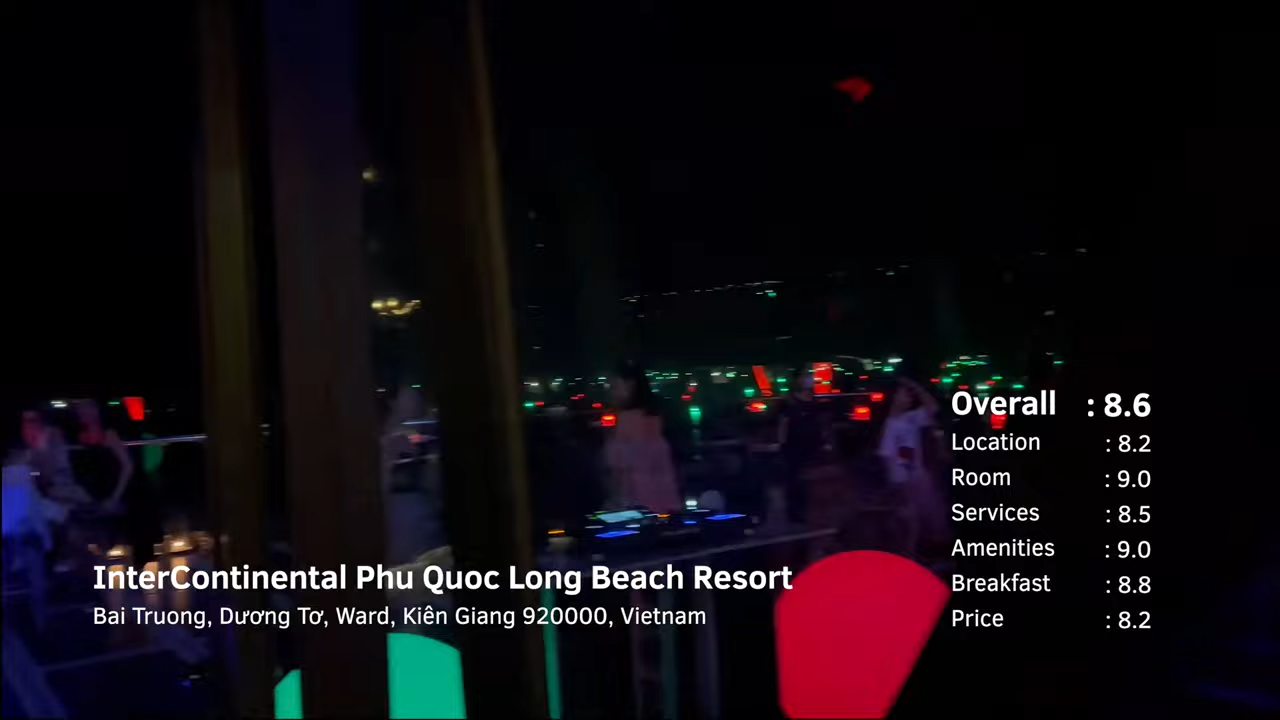 InterContinental Phu Quoc Long Beach Resort
Bai Truong, Dương Tơ, Ward, Kiên Giang 920000, Vietnam
Overall : 8.6
Location : 8.2
Room : 9.0
Services : 8.5
Amenities : 9.0
Breakfast : 8.8
Price : 8.2